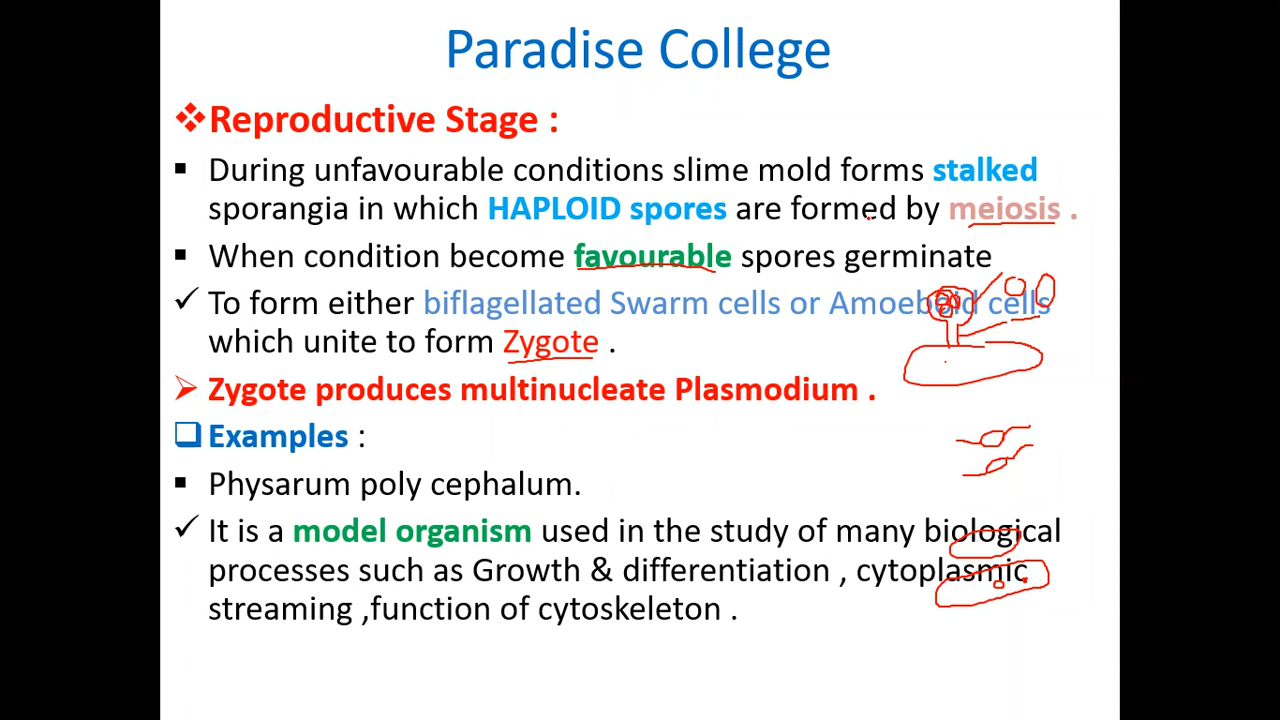 Paradise College
❖Reproductive Stage :
▪ During unfavourable conditions slime mold forms stalked
sporangia in which HAPLOID spores are formed by meiosis .
▪ When condition become favourable spores germinate
✓ To form either biflagellated Swarm cells or Amoeboid cells
which unite to form Zygote .
➢ Zygote produces multinucleate Plasmodium .
❑ Examples :
▪ Physarum poly cephalum.
✓ It is a model organism used in the study of many biological
processes such as Growth & differentiation , cytoplasmic
streaming ,function of cytoskeleton .